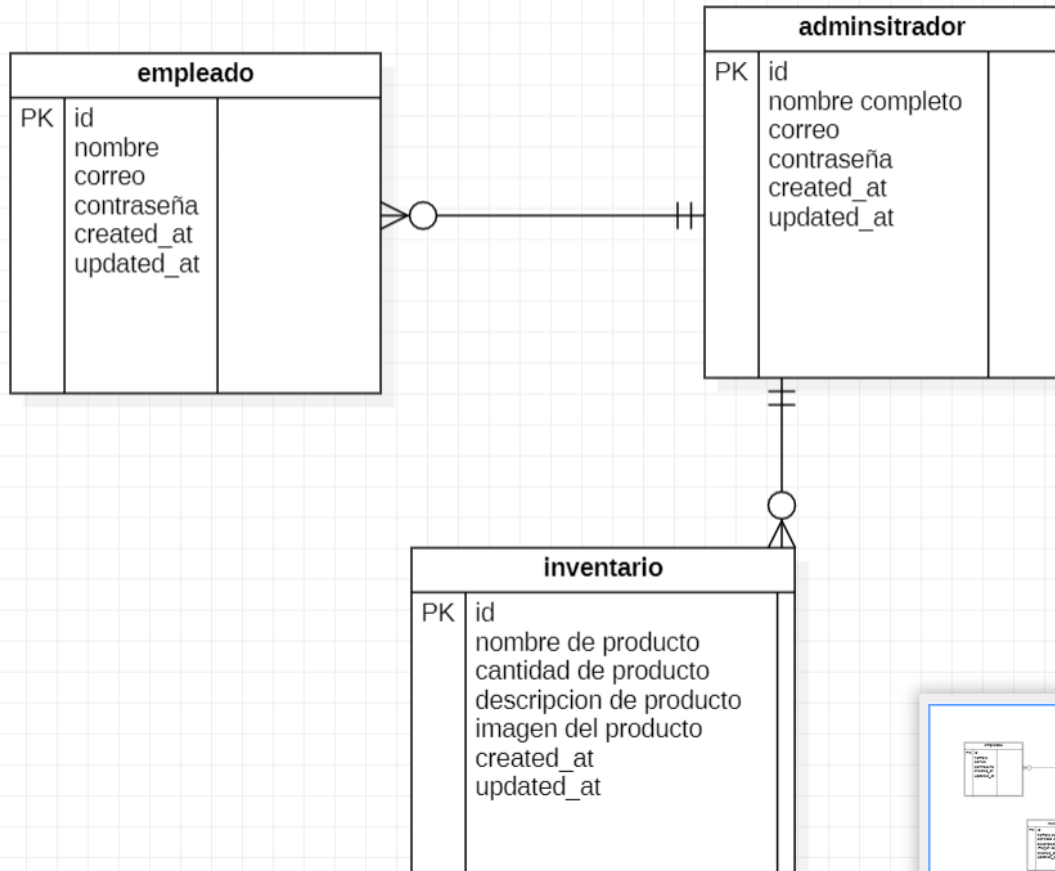 empleado
PK id
nombre
correo
contraseña
created_at
updated_at
adminsitrador
PK id
nombre completo
correo
contraseña
created_at
updated_at
inventario
PK id
nombre de producto
cantidad de producto
descripcion de producto
imagen del producto
created_at
updated_at